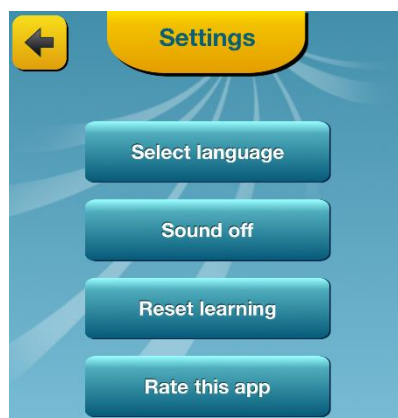 Settings
Select language
Sound off
Reset learning
Rate this app